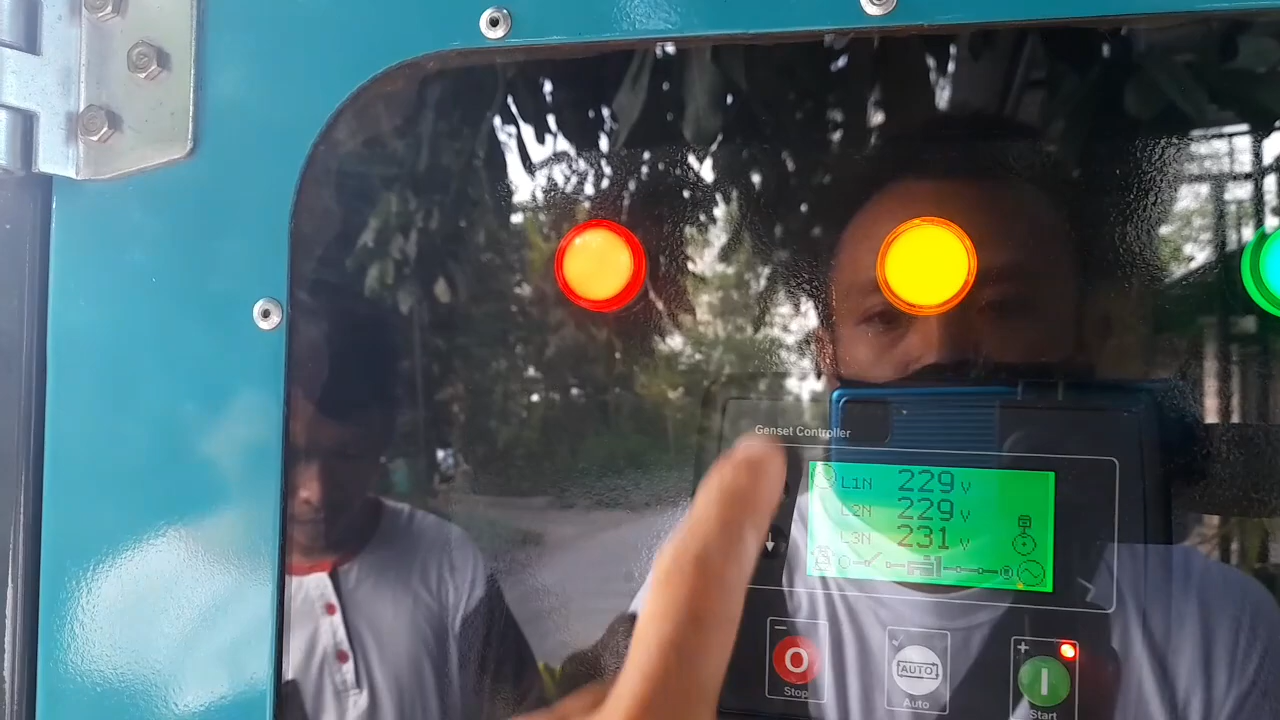 Genset Controller
L1N 229 V
L2N 229 V
L3N 231 V
O
Stop
AUTO
Auto
I
Start